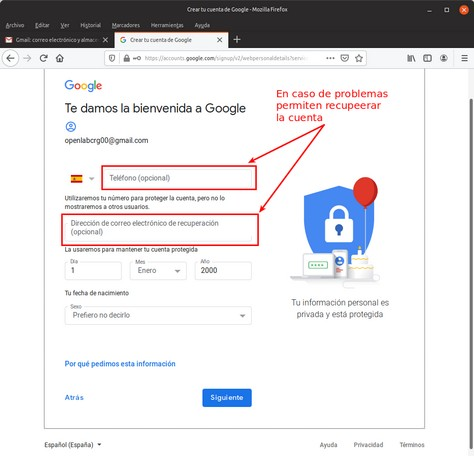 Crear tu cuenta de Google - Mozilla Firefox
Archivo Editar Ver Historial Marcadores Herramientas Ayuda
Gmail: correo electrónico y almace
Crear tu cuenta de Google
https://accounts.google.com/signup/v2/webpersonaldetails?servi
Google
Te damos la bienvenida a Google
openlabcrg00@gmail.com
En caso de problemas
permiten recupeerar
la cuenta
Teléfono (opcional)
Utilizaremos tu número para proteger la cuenta, pero no lo
mostraremos a otros usuarios.
Dirección de correo electrónico de recuperación
(opcional)
La usaremos para mantener tu cuenta protegida
Día Mes Año
1 Enero 2000
Tu fecha de nacimiento
Sexo
Prefiero no decirlo
Tu información personal es
privada y está protegida
Por qué pedimos esta información
Atrás Siguiente
Español (España) Ayuda Privacidad Términos